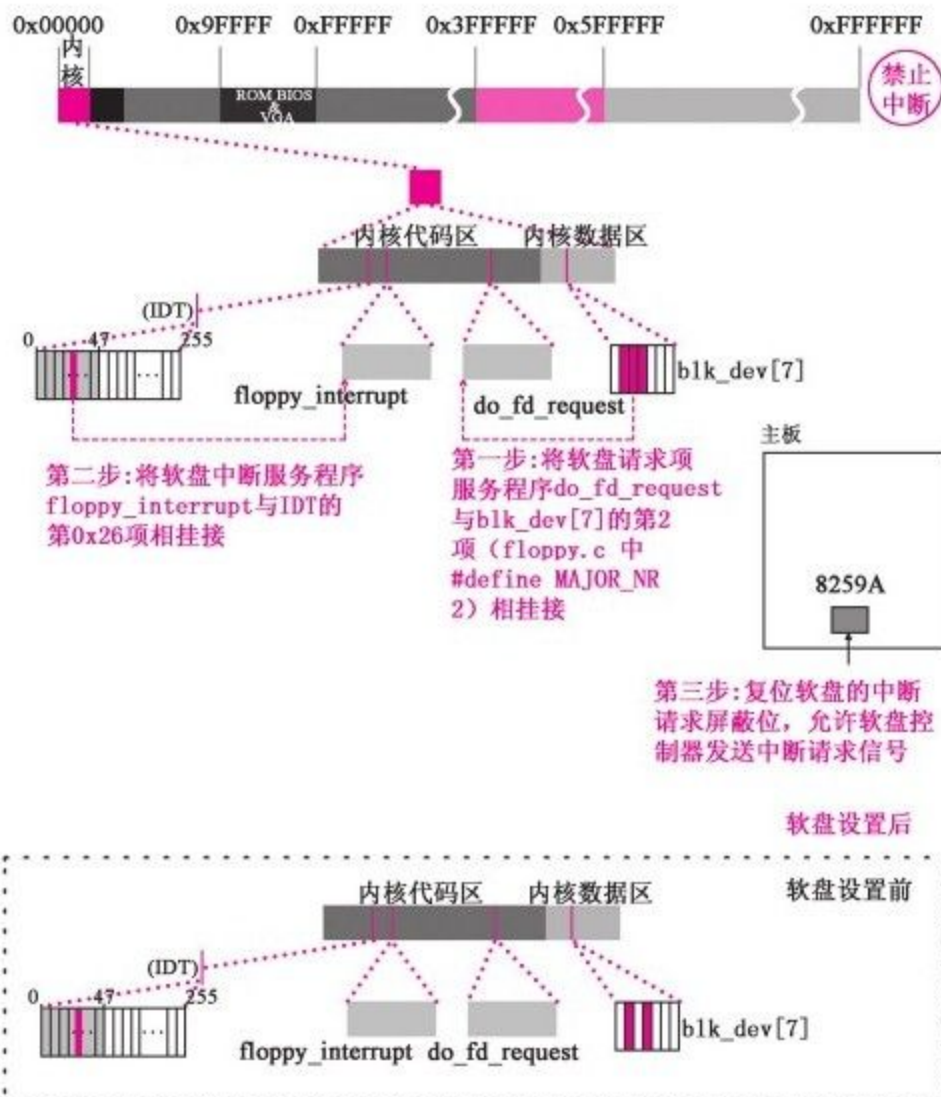 0x00000 0x9FFFF 0xFFFFF 0x3FFFFF 0x5FFFFF 0xFFFFFF
内
核
ROM BIOS
&
VGA
禁止
中断
内核代码区 内核数据区
(IDT)
0 47 255
floppy_interrupt
do_fd_request
blk_dev[7]
第二步:将软盘中断服务程序
floppy_interrupt与IDT的
第0x26项相挂接
第一步:将软盘请求项
服务程序do_fd_request
与blk_dev[7]的第2
项（floppy.c 中
#define MAJOR_NR
2）相挂接
主板
8259A
第三步:复位软盘的中断
请求屏蔽位，允许软盘控
制器发送中断请求信号
软盘设置后
软盘设置前
内核代码区 内核数据区
(IDT)
0 47 255
... ...
floppy_interrupt do_fd_request
blk_dev[7]